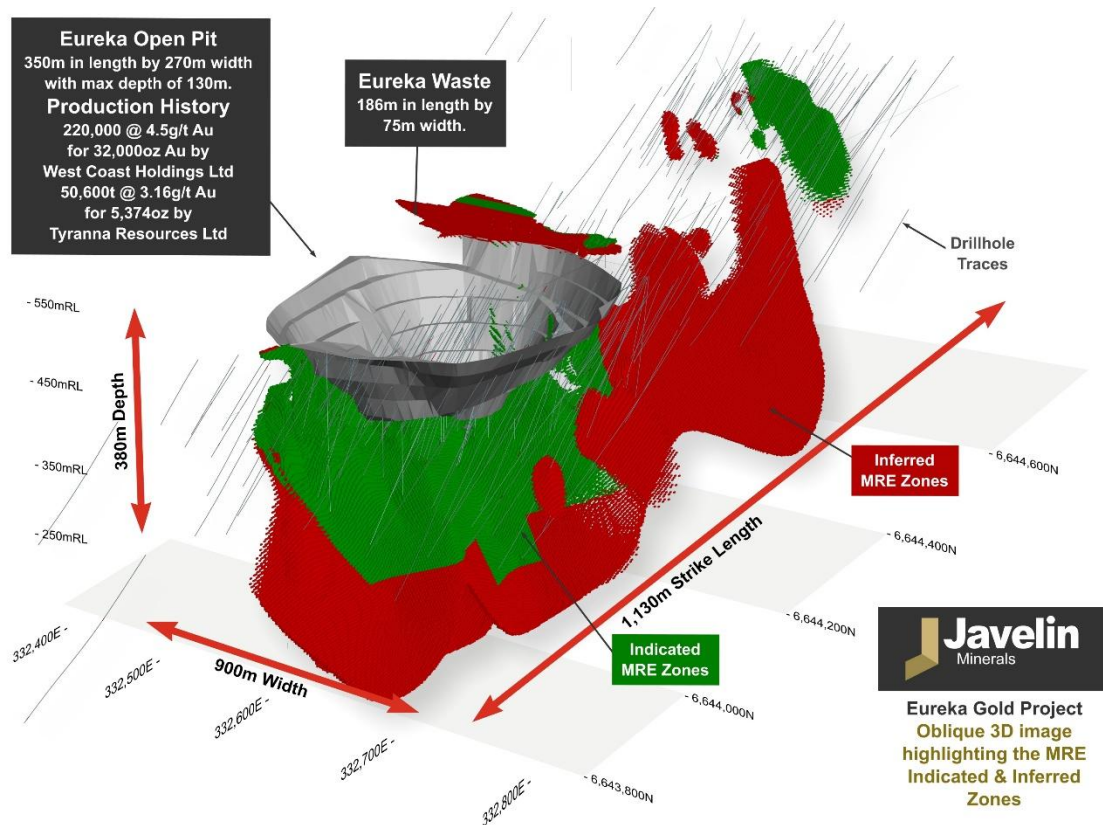 Eureka Open Pit
350m in length by 270m width
with max depth of 130m.
Production History
220,000 @ 4.5g/t Au
for 32,000oz Au by
West Coast Holdings Ltd
50,600t @ 3.16g/t Au
for 5,374oz by
Tyranna Resources Ltd
Eureka Waste
186m in length by
75m width.
Drillhole
Traces
- 550mRL
- 450mRL
- 350mRL
- 250mRL
380m Depth
Inferred
MRE Zones
Indicated
MRE Zones
1,130m Strike Length
900m Width
332,400E -
332,500E -
332,600E -
332,700E -
332,800E -
- 6,644,600N
- 6,644,400N
- 6,644,200N
- 6,644,000N
- 6,643,800N
Javelin
Minerals
Eureka Gold Project
Oblique 3D image
highlighting the MRE
Indicated & Inferred
Zones